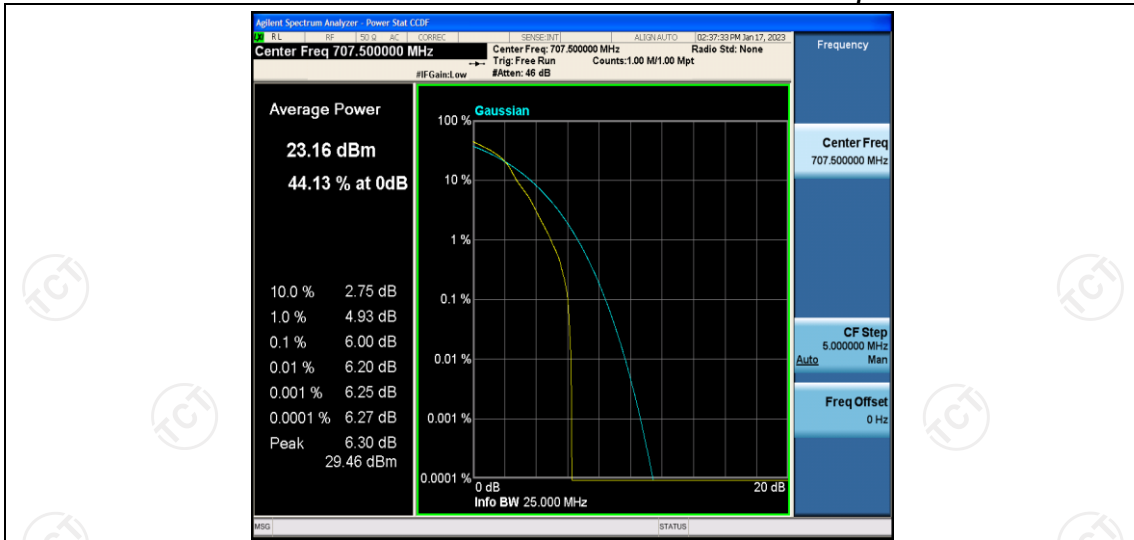 Agilent Spectrum Analyzer - Power Stat CCDF
LXI RL RF 50 Ω AC CORREC SENSE:INT ALIGNAUTO 02:37:33 PM Jan 17, 2023
Center Freq 707.500000 MHz
Center Freq: 707.500000 MHz Radio Std: None
Trig: Free Run Counts:1.00 M/1.00 Mpt
#IFGain:Low #Atten: 46 dB
Frequency
Average Power
23.16 dBm
44.13 % at 0dB
10.0 % 2.75 dB
1.0 % 4.93 dB
0.1 % 6.00 dB
0.01 % 6.20 dB
0.001 % 6.25 dB
0.0001 % 6.27 dB
Peak 6.30 dB
29.46 dBm
Gaussian
100 %
10 %
1 %
0.1 %
0.01 %
0.001 %
0.0001 %
0 dB 20 dB
Info BW 25.000 MHz
Center Freq
707.500000 MHz
CF Step
5.000000 MHz
Auto Man
Freq Offset
0 Hz
MSG STATUS
TCT
TCT
TCT
TCT